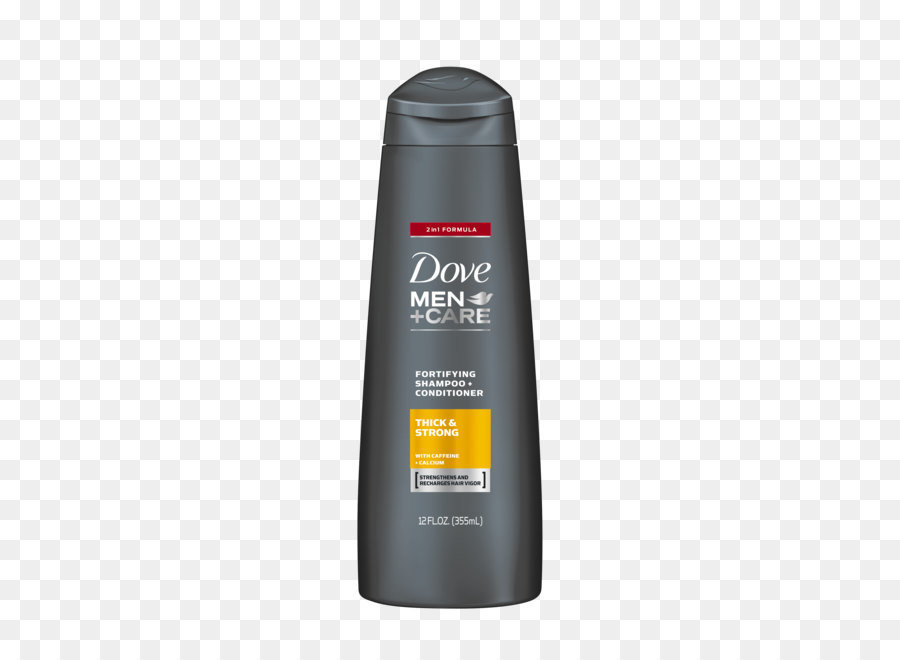 2in1 FORMULA
Dove
MEN
+CARE
FORTIFYING
SHAMPOO +
CONDITIONER
THICK &
STRONG
WITH CAFFEINE
+ CALCIUM
[STRENGTHENS AND
RECHARGES HAIR VIGOR]
12 FL.OZ. (355mL)